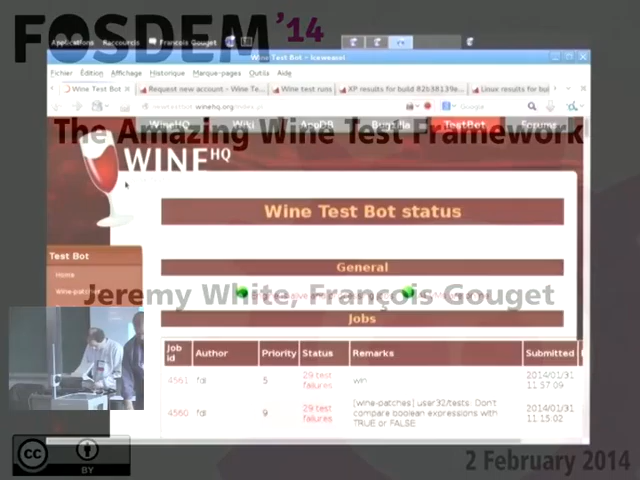 FOSDEM '14
Applications Raccourcis Francois Gouget
Wine Test Bot - Iceweasel
Fichier Édition Affichage Historique Marque-pages Outils Aide
Wine Test Bot Request new account - Wine Te... Wine test runs XP results for build 82b38139e... Linux results for bui
winehq.org Google
The Amazing Wine Test Framework!
WineHQ Wiki AppDB Bugzilla TestBot Forums
WINE HQ
Wine Test Bot status
Test Bot
General
Home
Wine-patches
Jeremy White, François Gouget
Jobs
Job id Author Priority Status Remarks Submitted
4561 fdl 5 29 test failures win 2014/01/31 11:57:09
4560 fdl 9 29 test failures [wine-patches] user32/tests: Don't compare boolean expressions with TRUE or FALSE 2014/01/31 11:15:02
cc BY
2 February 2014